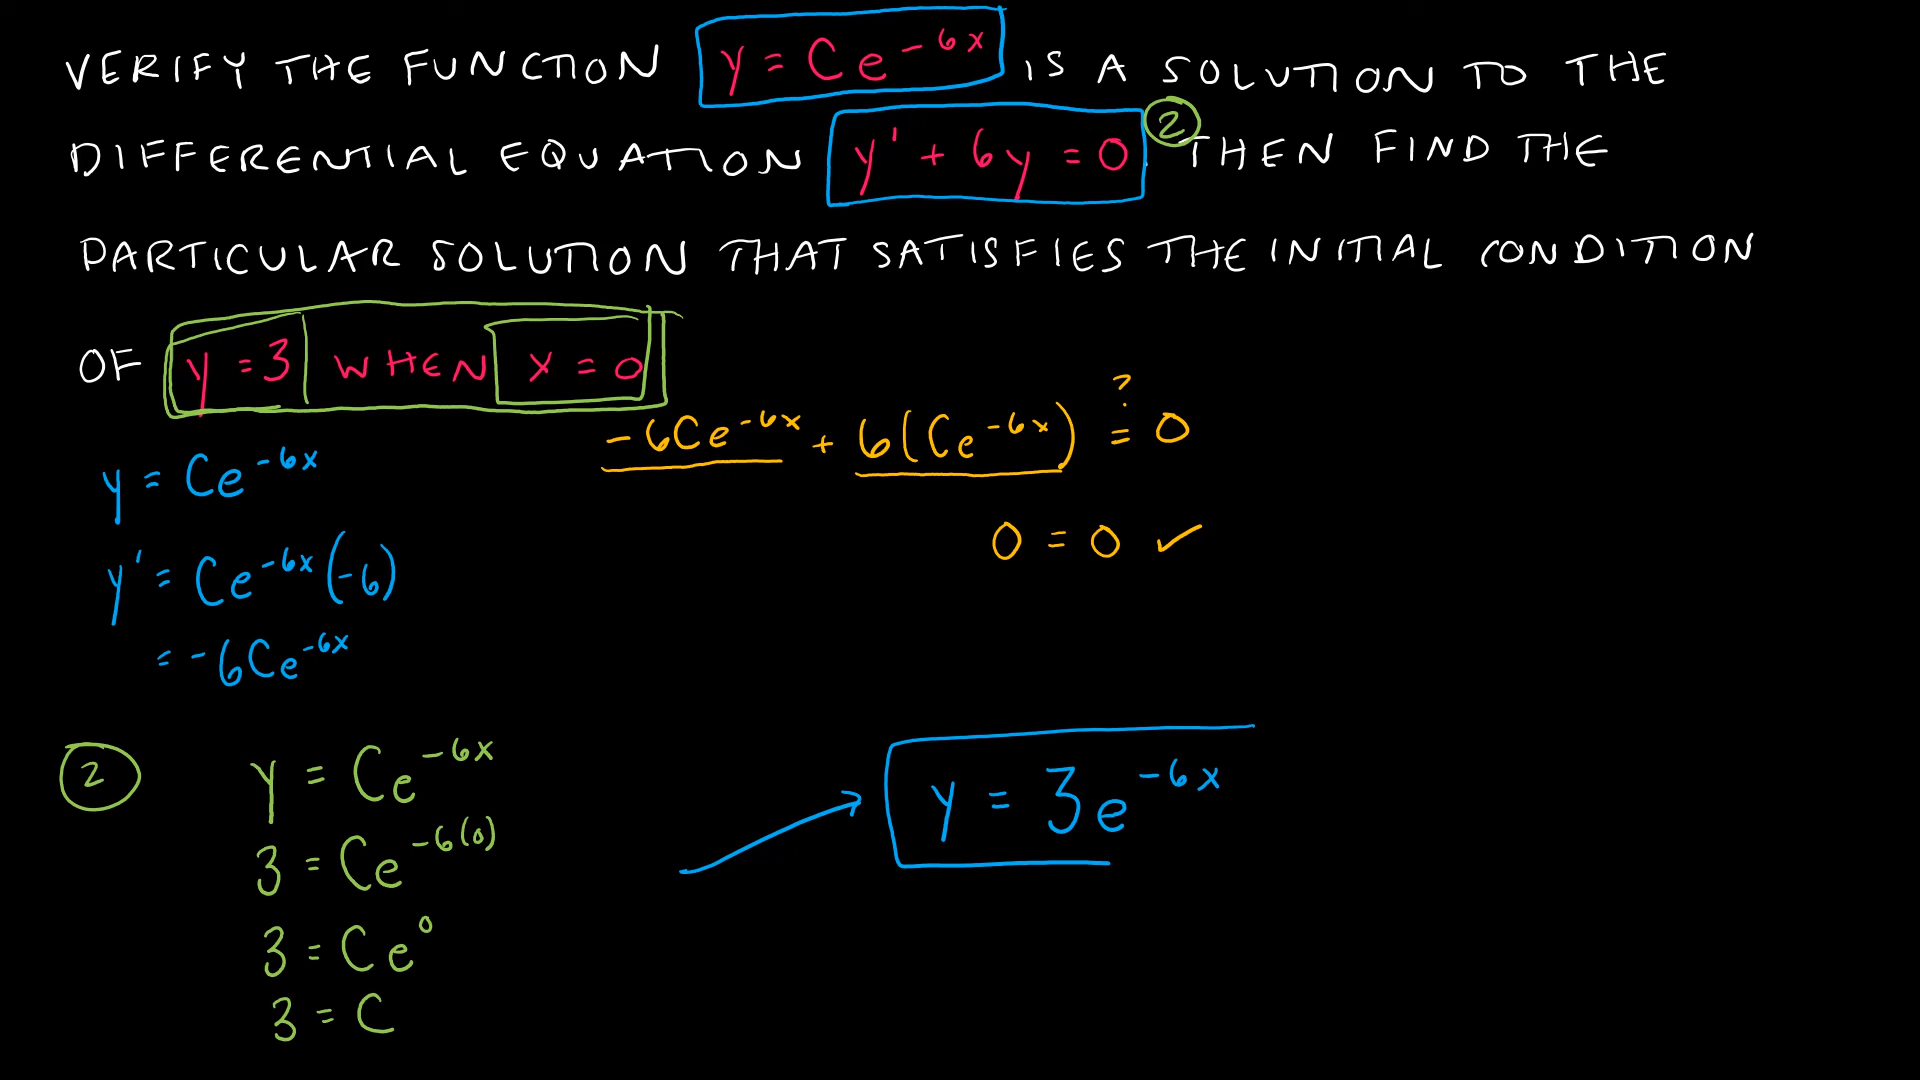 VERIFY THE FUNCTION y = Ce^{-6x} IS A SOLUTION TO THE
DIFFERENTIAL EQUATION y' + 6y = 0. ② THEN FIND THE
PARTICULAR SOLUTION THAT SATISFIES THE INITIAL CONDITION
OF y = 3 WHEN x = 0
-6Ce^{-6x} + 6(Ce^{-6x}) ?= 0
0 = 0 ✓
y = Ce^{-6x}
y' = Ce^{-6x}(-6)
= -6Ce^{-6x}
② y = Ce^{-6x}
3 = Ce^{-6(0)}
3 = Ce^{0}
3 = C
→ y = 3e^{-6x}